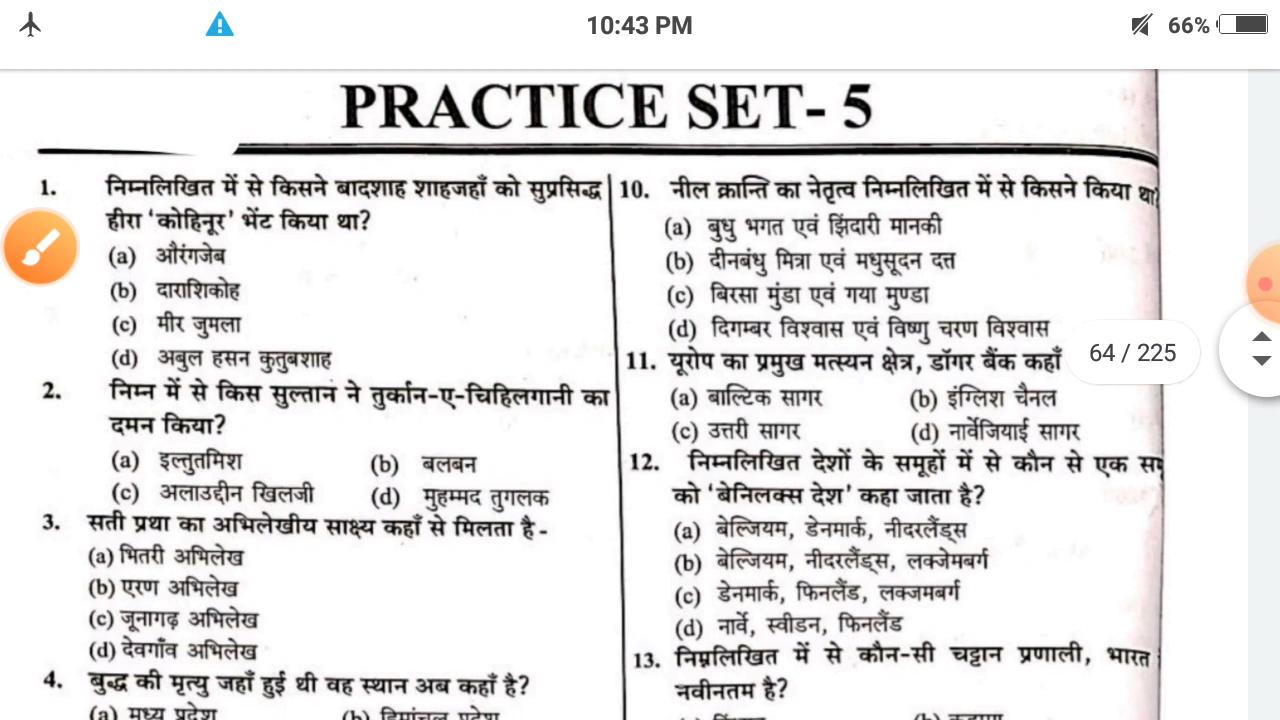 10:43 PM
66%
PRACTICE SET- 5
1. निम्नलिखित में से किसने बादशाह शाहजहाँ को सुप्रसिद्ध
हीरा ‘कोहिनूर’ भेंट किया था?
(a) औरंगजेब
(b) दाराशिकोह
(c) मीर जुमला
(d) अबुल हसन कुतुबशाह
2. निम्न में से किस सुल्तान ने तुर्कान-ए-चिहिलगानी का
दमन किया?
(a) इल्तुतमिश (b) बलबन
(c) अलाउद्दीन खिलजी (d) मुहम्मद तुगलक
3. सती प्रथा का अभिलेखीय साक्ष्य कहाँ से मिलता है -
(a) भितरी अभिलेख
(b) एरण अभिलेख
(c) जूनागढ़ अभिलेख
(d) देवगाँव अभिलेख
4. बुद्ध की मृत्यु जहाँ हुई थी वह स्थान अब कहाँ है?
(a) मध्य प्रदेश (b) हिमांचल प्रदेश
10. नील क्रान्ति का नेतृत्व निम्नलिखित में से किसने किया था?
(a) बुधु भगत एवं झिंदारी मानकी
(b) दीनबंधु मित्रा एवं मधुसूदन दत्त
(c) बिरसा मुंडा एवं गया मुण्डा
(d) दिगम्बर विश्वास एवं विष्णु चरण विश्वास
11. यूरोप का प्रमुख मत्स्यन क्षेत्र, डॉगर बैंक कहाँ
64 / 225
(a) बाल्टिक सागर (b) इंग्लिश चैनल
(c) उत्तरी सागर (d) नार्वेजियाई सागर
12. निम्नलिखित देशों के समूहों में से कौन से एक
को ‘बेनिलक्स देश’ कहा जाता है?
(a) बेल्जियम, डेनमार्क, नीदरलैंड्स
(b) बेल्जियम, नीदरलैंड्स, लक्जेमबर्ग
(c) डेनमार्क, फिनलैंड, लक्जमबर्ग
(d) नार्वे, स्वीडन, फिनलैंड
13. निम्नलिखित में से कौन-सी चट्टान प्रणाली, भारत
नवीनतम है?